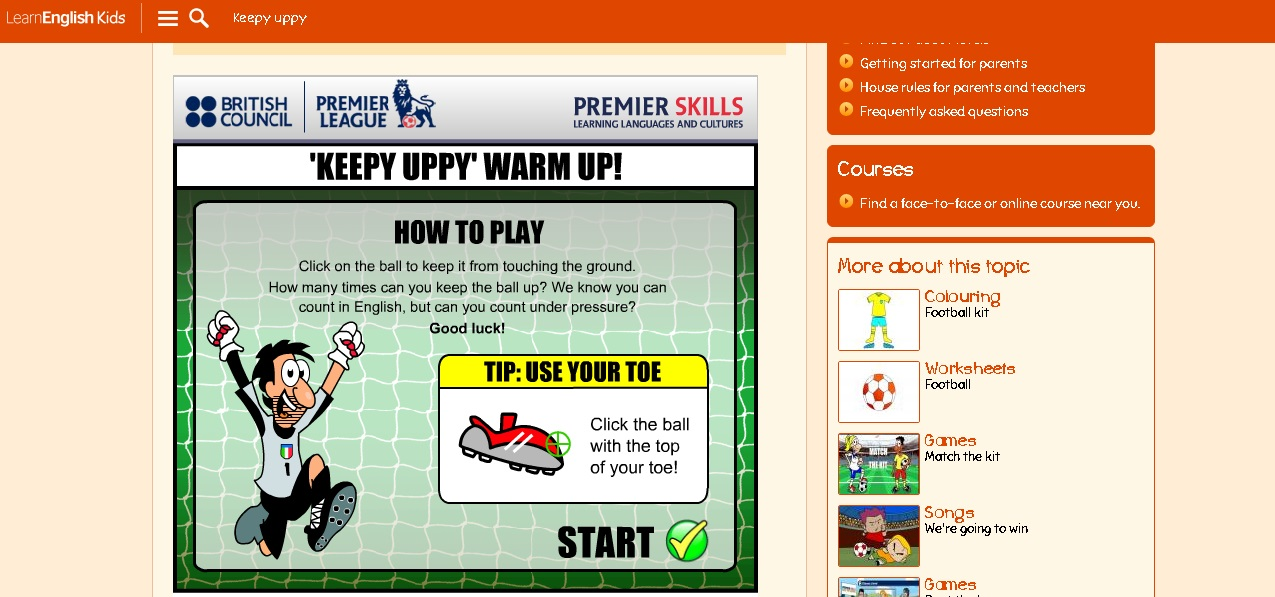 LearnEnglish Kids
Keepy uppy
BRITISH
COUNCIL
PREMIER
LEAGUE
PREMIER SKILLS
LEARNING LANGUAGES AND CULTURES
'KEEPY UPPY' WARM UP!
HOW TO PLAY
Click on the ball to keep it from touching the ground.
How many times can you keep the ball up? We know you can
count in English, but can you count under pressure?
Good luck!
TIP: USE YOUR TOE
Click the ball
with the top
of your toe!
1
START
Getting started for parents
House rules for parents and teachers
Frequently asked questions
Courses
Find a face-to-face or online course near you.
More about this topic
Colouring
Football kit
Worksheets
Football
Games
Match the kit
MATCH
THE KIT
Songs
We're going to win
Games